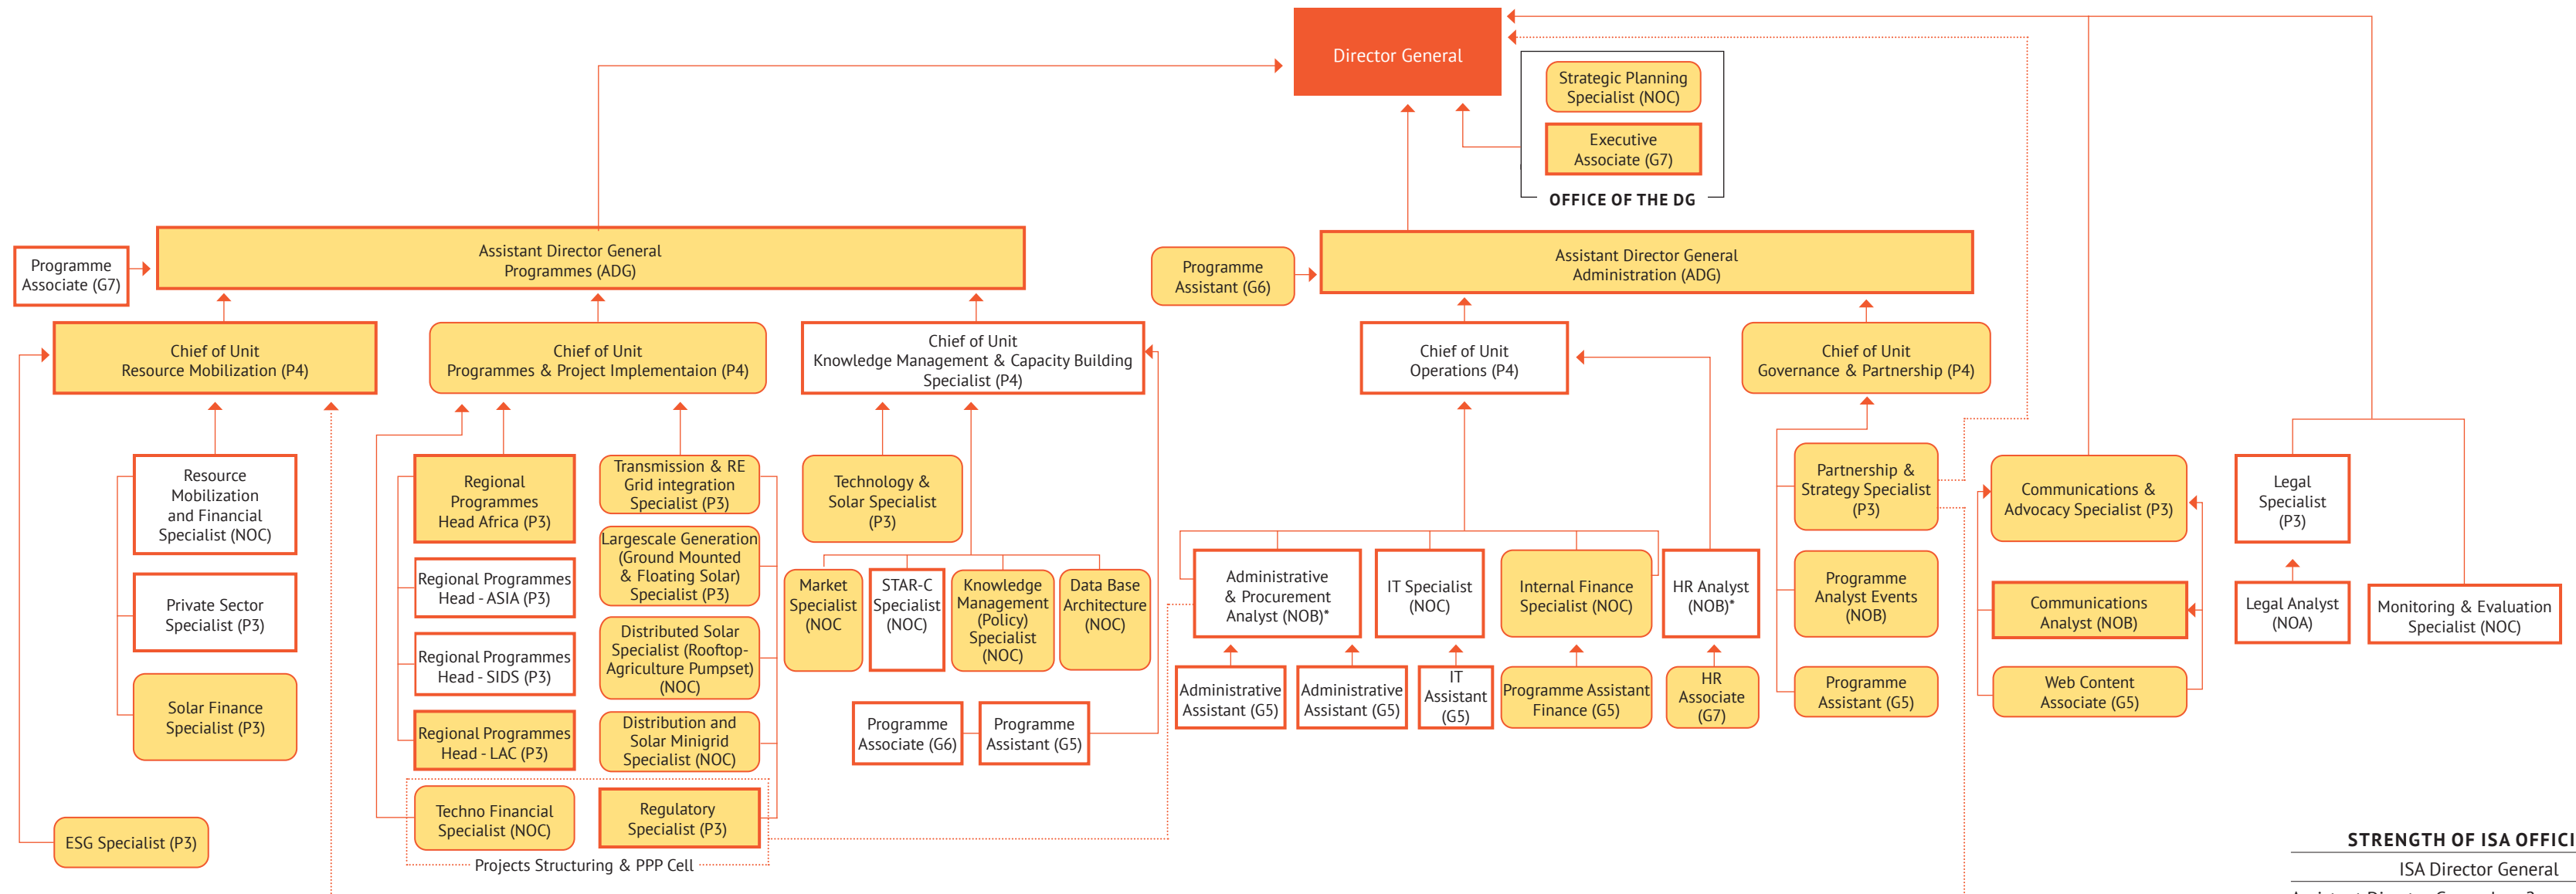 Director General
Strategic Planning
Specialist (NOC)
Executive
Associate (G7)
OFFICE OF THE DG
Programme
Associate (G7)
Assistant Director General
Programmes (ADG)
Programme
Assistant (G6)
Assistant Director General
Administration (ADG)
Chief of Unit
Resource Mobilization (P4)
Chief of Unit
Programmes & Project Implementaion (P4)
Chief of Unit
Knowledge Management & Capacity Building
Specialist (P4)
Chief of Unit
Operations (P4)
Chief of Unit
Governance & Partnership (P4)
Resource
Mobilization
and Financial
Specialist (NOC)
Private Sector
Specialist (P3)
Solar Finance
Specialist (P3)
ESG Specialist (P3)
Regional
Programmes
Head Africa (P3)
Regional Programmes
Head - ASIA (P3)
Regional Programmes
Head - SIDS (P3)
Regional Programmes
Head - LAC (P3)
Techno Financial
Specialist (NOC)
Transmission & RE
Grid integration
Specialist (P3)
Largescale Generation
(Ground Mounted
& Floating Solar)
Specialist (P3)
Distributed Solar
Specialist (Rooftop-
Agriculture Pumpset)
(NOC)
Distribution and
Solar Minigrid
Specialist (NOC)
Regulatory
Specialist (P3)
Projects Structuring & PPP Cell
Technology &
Solar Specialist
(P3)
Market
Specialist
(NOC
STAR-C
Specialist
(NOC)
Knowledge
Management
(Policy)
Specialist
(NOC)
Data Base
Architecture
(NOC)
Programme
Associate (G6)
Programme
Assistant (G5)
Administrative
& Procurement
Analyst (NOB)*
IT Specialist
(NOC)
Internal Finance
Specialist (NOC)
HR Analyst
(NOB)*
Administrative
Assistant (G5)
Administrative
Assistant (G5)
IT
Assistant
(G5)
Programme Assistant
Finance (G5)
HR
Associate
(G7)
Partnership &
Strategy Specialist
(P3)
Programme
Analyst Events
(NOB)
Programme
Assistant (G5)
Communications &
Advocacy Specialist (P3)
Communications
Analyst (NOB)
Web Content
Associate (G5)
Legal
Specialist
(P3)
Legal Analyst
(NOA)
Monitoring & Evaluation
Specialist (NOC)
STRENGTH OF ISA OFFICI
ISA Director General